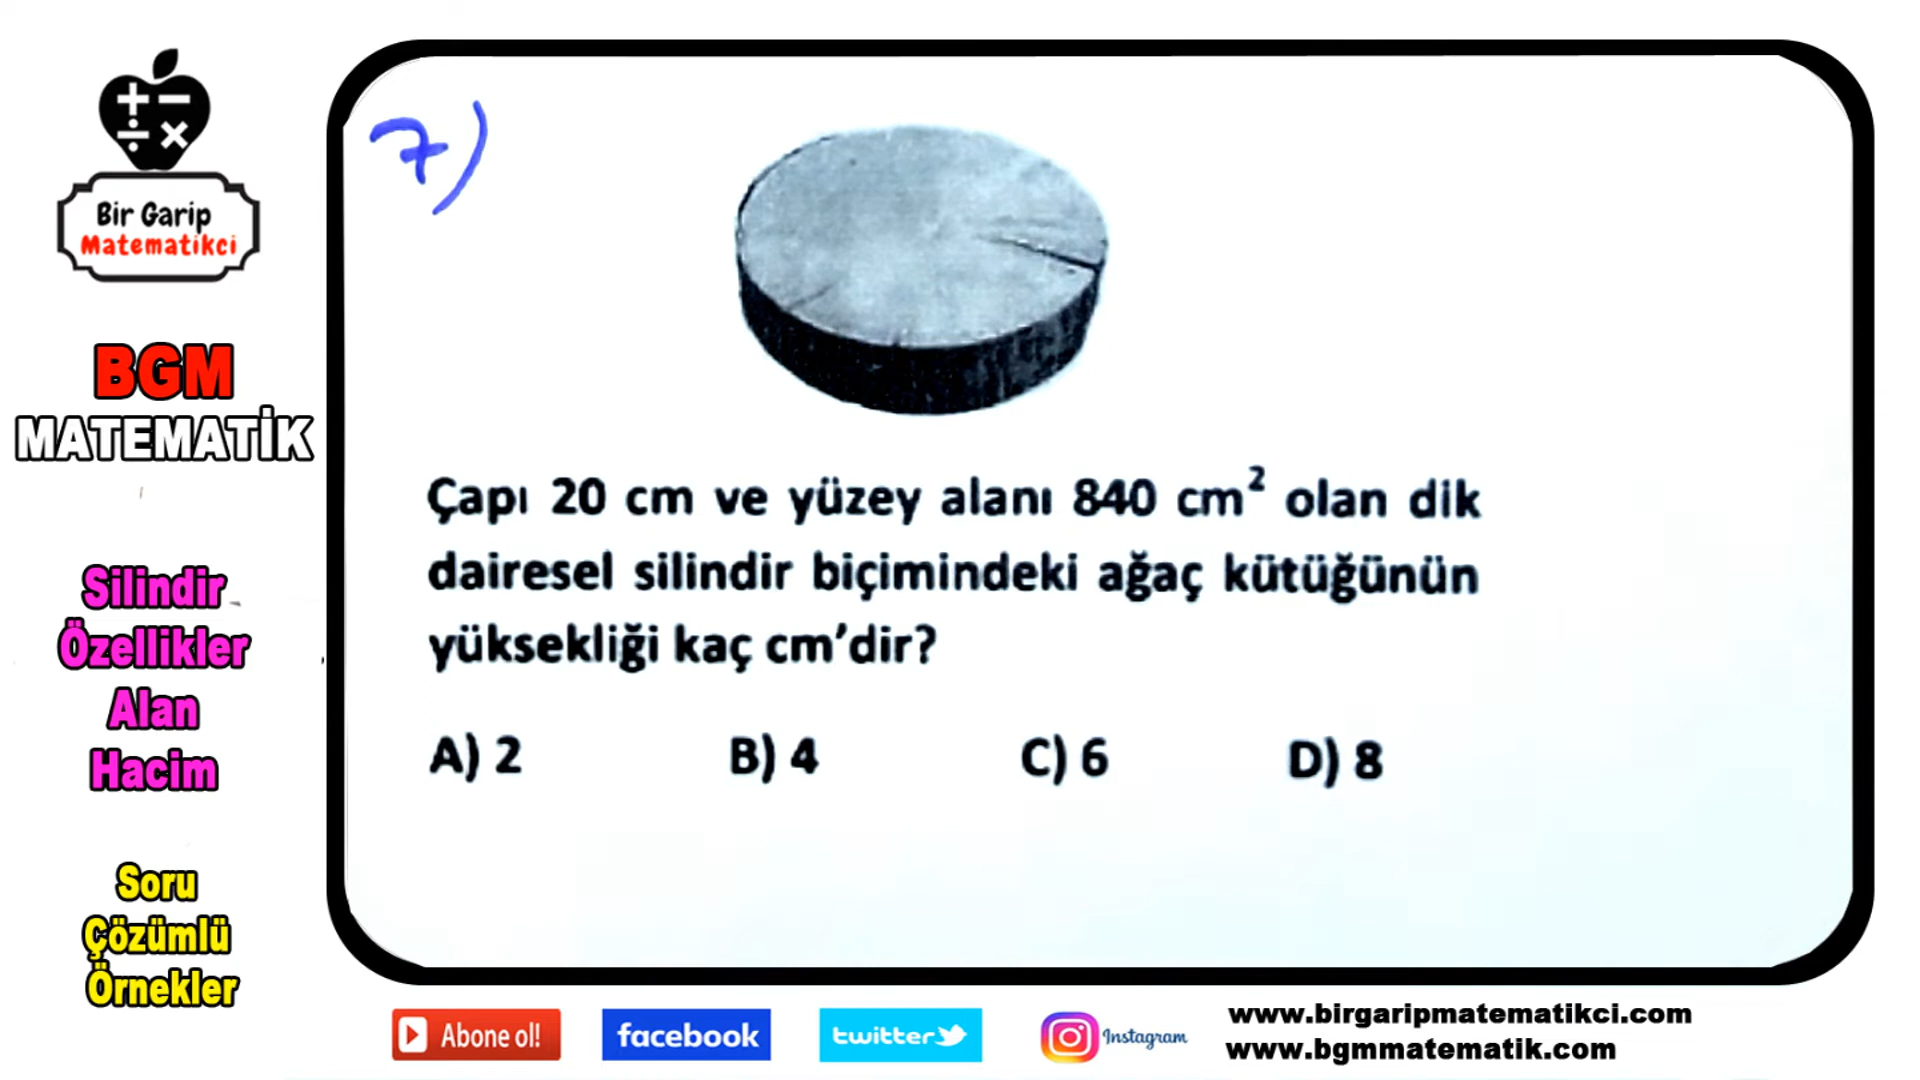 Bir Garip
Matematikci
BGM
MATEMATİK
Silindir
Özellikler
Alan
Hacim
Soru
Çözümlü
Örnekler
7)
Çapı 20 cm ve yüzey alanı 840 cm² olan dik
dairesel silindir biçimindeki ağaç kütüğünün
yüksekliği kaç cm'dir?
A) 2 B) 4 C) 6 D) 8
Abone ol!
facebook
twitter
Instagram
www.birgaripmatematikci.com
www.bgmmatematik.com